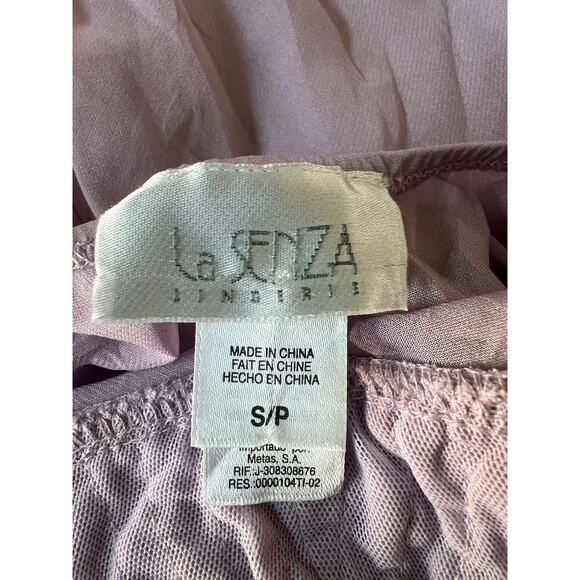 La SENZA
LINGERIE
MADE IN CHINA
FAIT EN CHINE
HECHO EN CHINA
S/P
Importado por:
Metas, S.A.
RIF:J-308308676
RES.:0000104TI-02